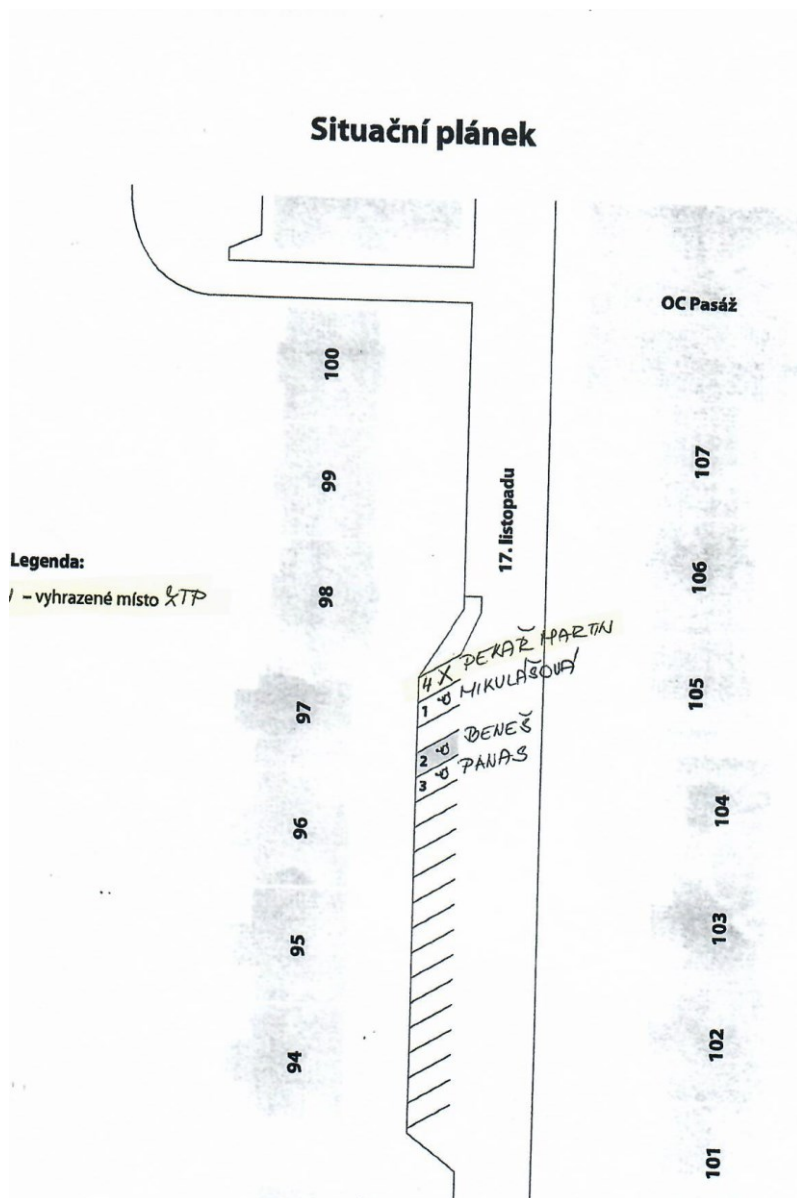 Situační plánek
OC Pasáž
100
107
99
17. listopadu
106
Legenda:
– vyhrazené místo ZTP
98
4 X PEKAŘ MARTIN
1 MIKULÁŠOVÁ
105
97
2 BENEŠ
3 PANAS
104
96
103
95
102
94
101